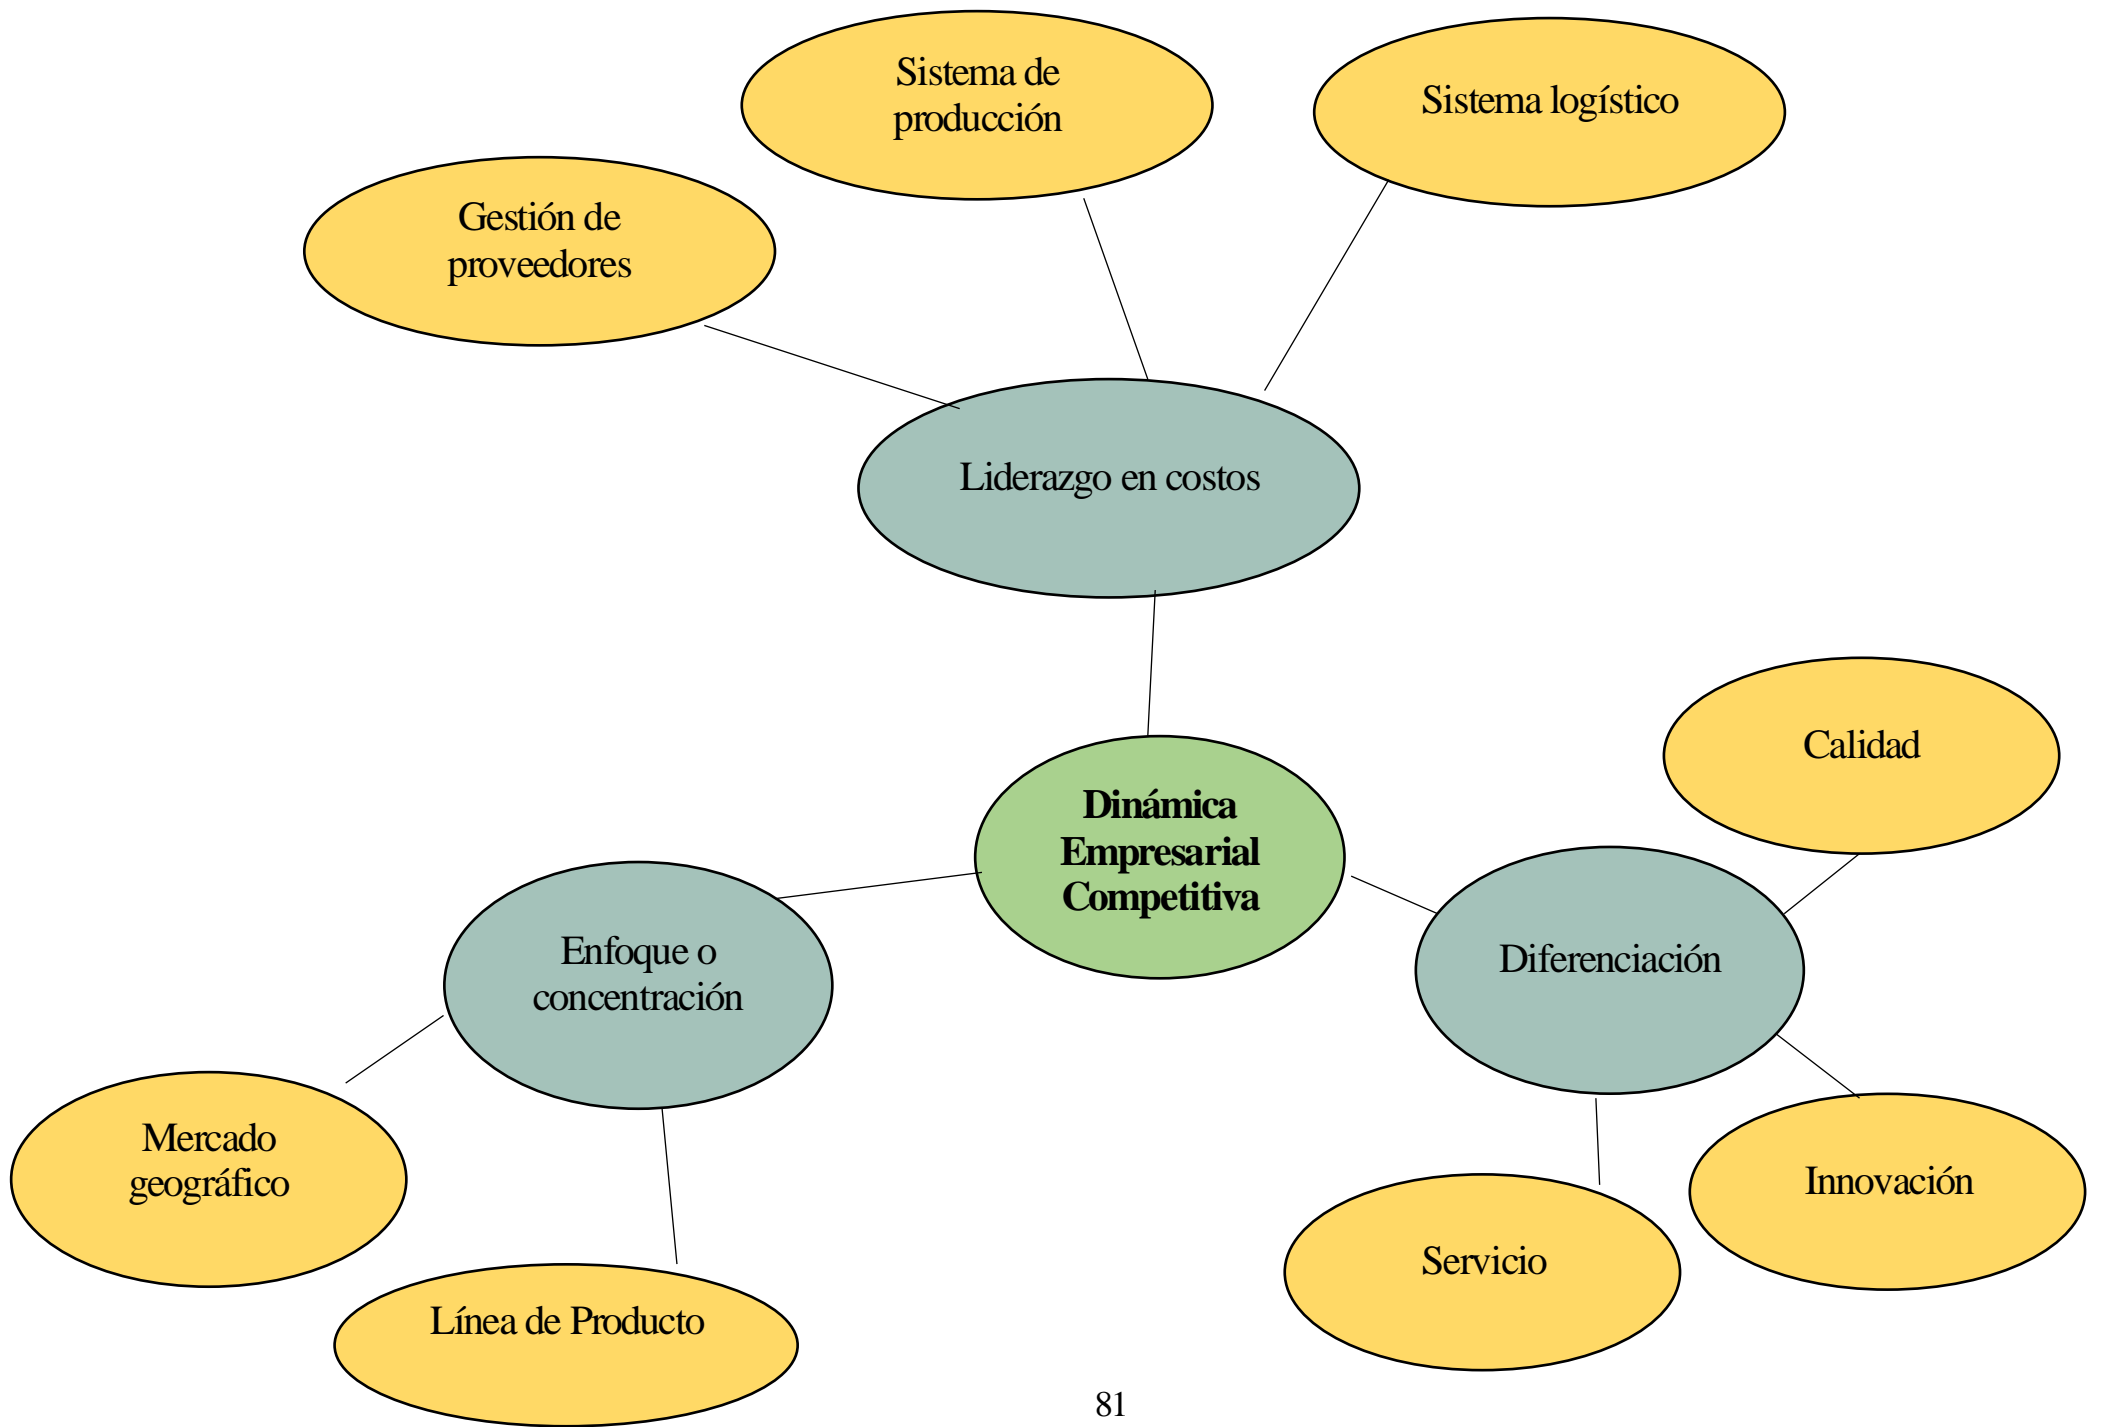 Sistema de
producción
Sistema logístico
Gestión de
proveedores
Liderazgo en costos
Calidad
Dinámica
Empresarial
Competitiva
Enfoque o
concentración
Diferenciación
Mercado
geográfico
Innovación
Servicio
Línea de Producto
81